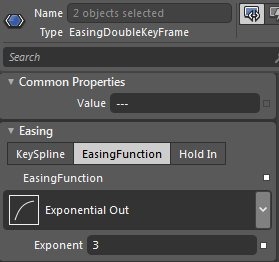 Name 2 objects selected
Type EasingDoubleKeyFrame
Search
Common Properties
Value ---
Easing
KeySpline EasingFunction Hold In
EasingFunction
Exponential Out
Exponent 3